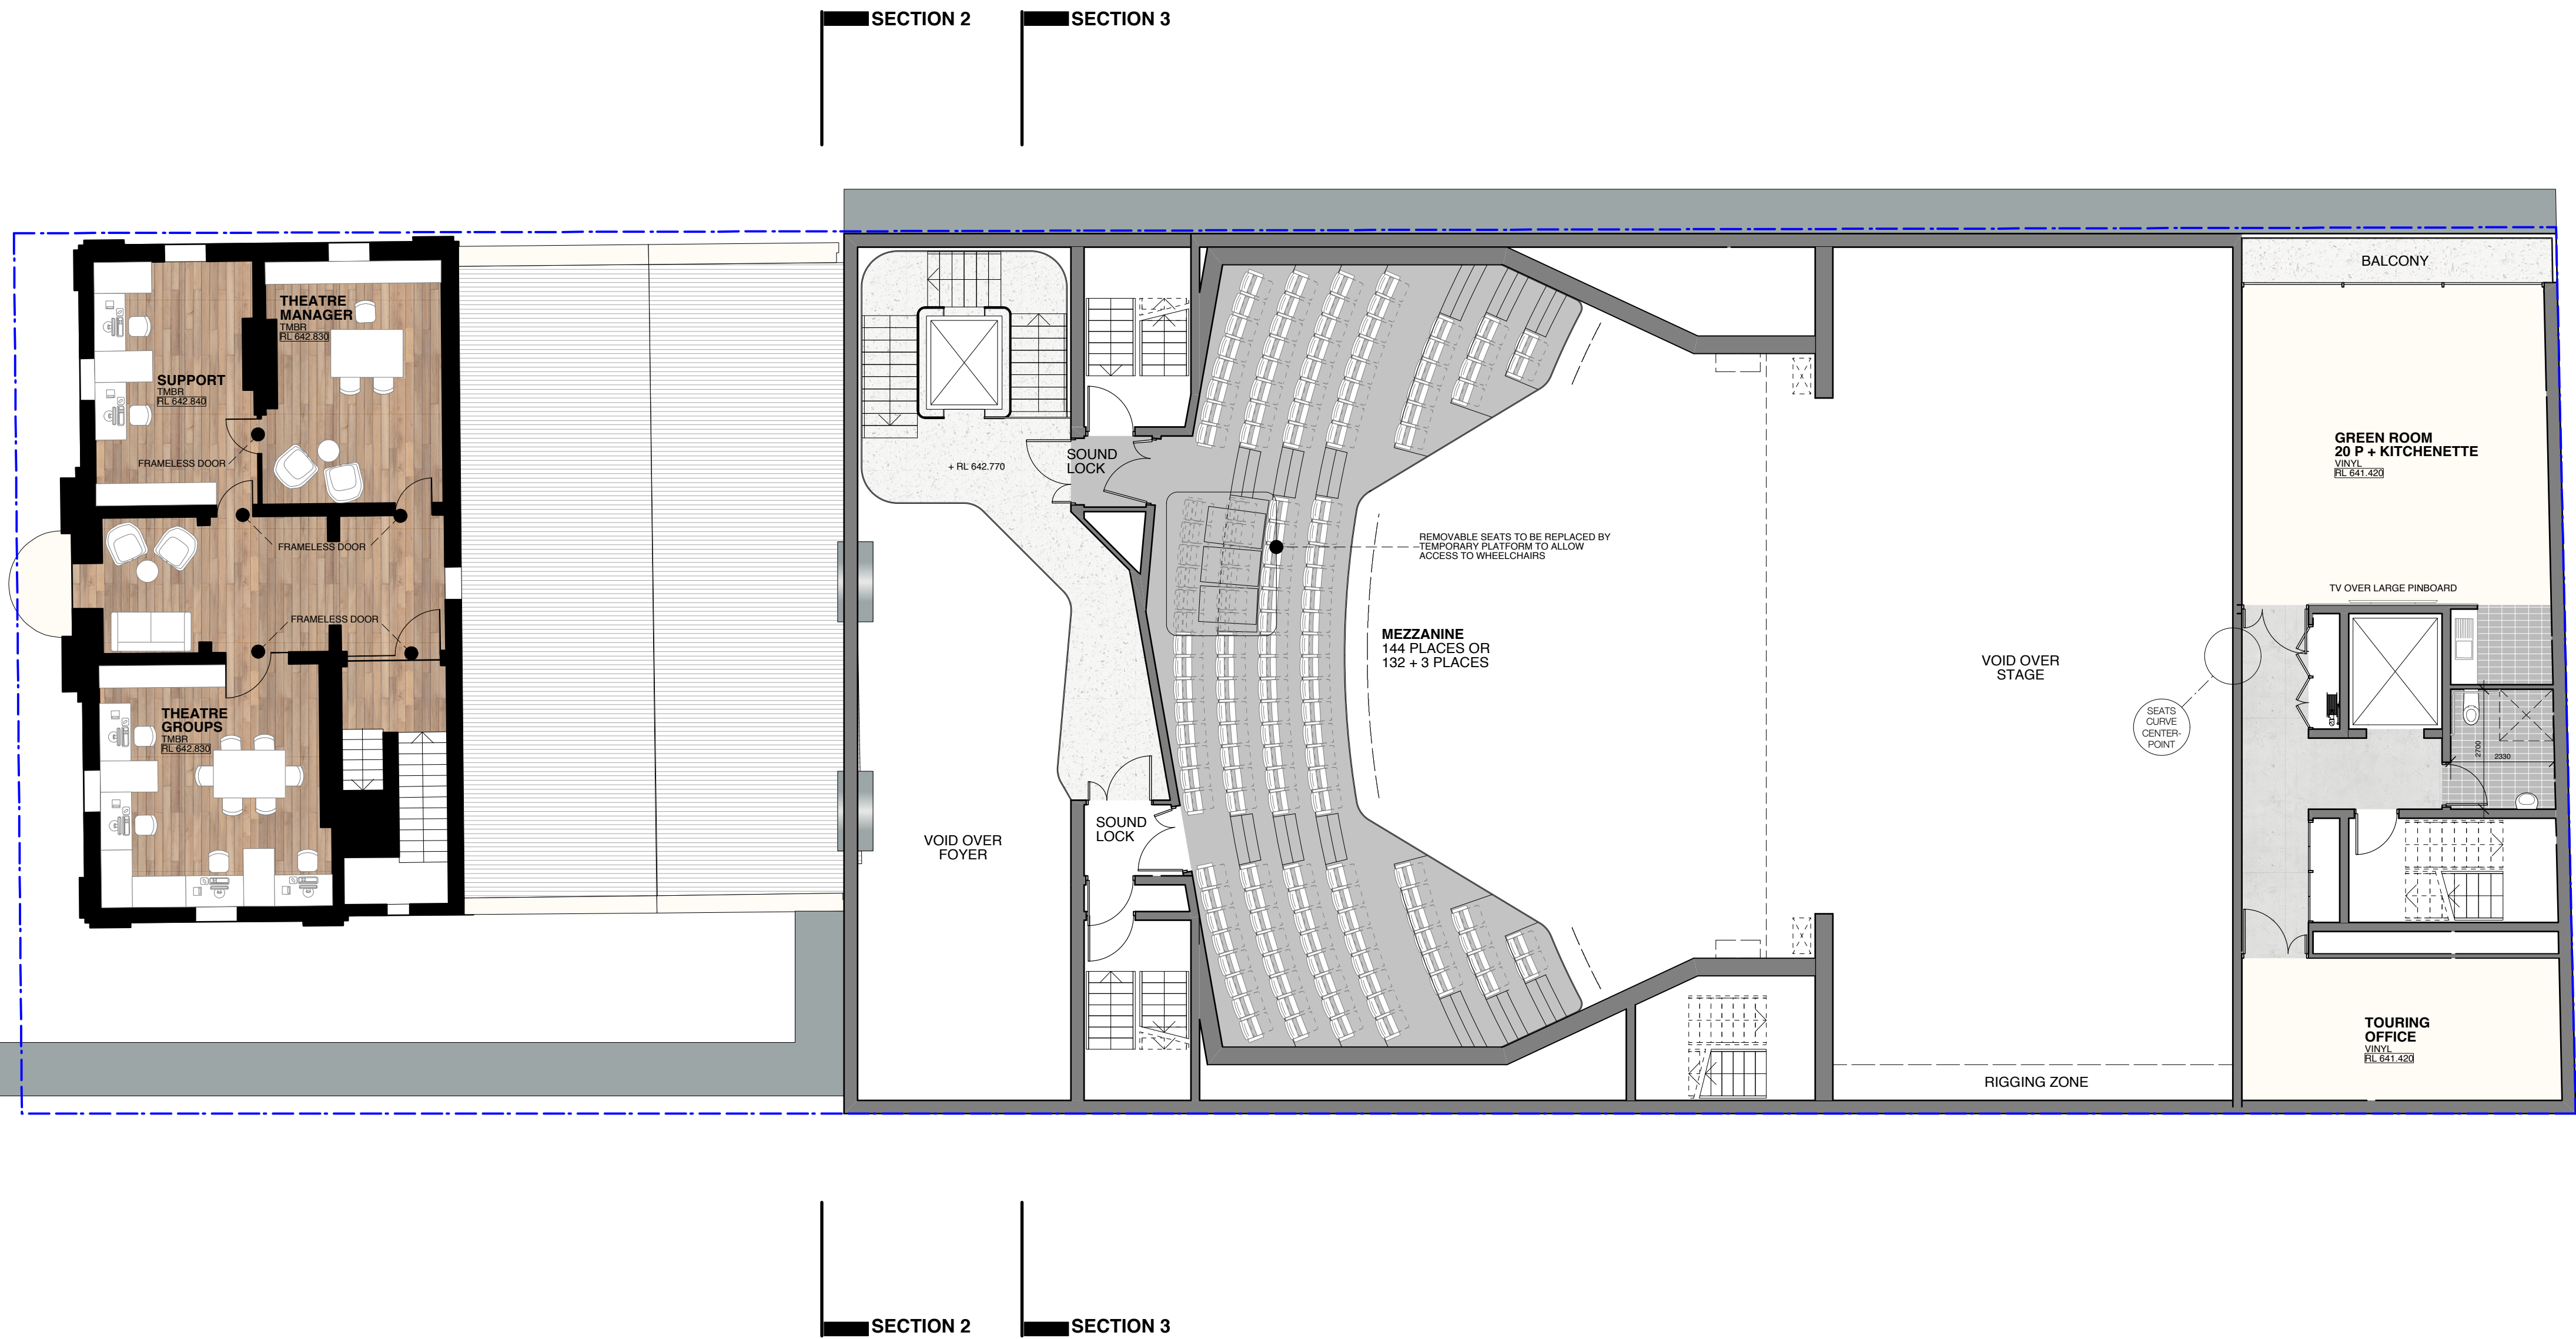 SECTION 2
SECTION 3
BALCONY
THEATRE
MANAGER
TMBR
RL 642.830
SUPPORT
TMBR
RL 642.840
FRAMELESS DOOR
+ RL 642.770
SOUND
LOCK
GREEN ROOM
20 P + KITCHENETTE
VINYL
RL 641.420
FRAMELESS DOOR
REMOVABLE SEATS TO BE REPLACED BY
TEMPORARY PLATFORM TO ALLOW
ACCESS TO WHEELCHAIRS
TV OVER LARGE PINBOARD
FRAMELESS DOOR
MEZZANINE
144 PLACES OR
132 + 3 PLACES
VOID OVER
STAGE
THEATRE
GROUPS
TMBR
RL 642.830
SEATS
CURVE
CENTER-
POINT
2700
2330
SOUND
LOCK
VOID OVER
FOYER
TOURING
OFFICE
VINYL
RL 641.420
RIGGING ZONE
SECTION 2
SECTION 3